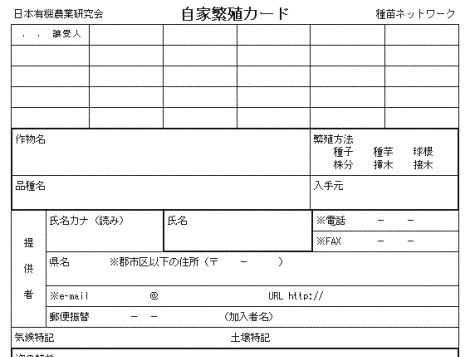 日本有機農業研究会 自家繁殖カード 種苗ネットワーク
． ． 譲受人
作物名 繁殖方法
種子 種芋 球根
株分 挿木 接木
品種名 入手元
氏名カナ（読み） 氏名 ※電話 － －
※FAX － －
提供者
県名 ※郡市区以下の住所（〒 － ）
※e-mail @ URL http://
郵便振替 － － （加入者名）
気候特記 土壌特記